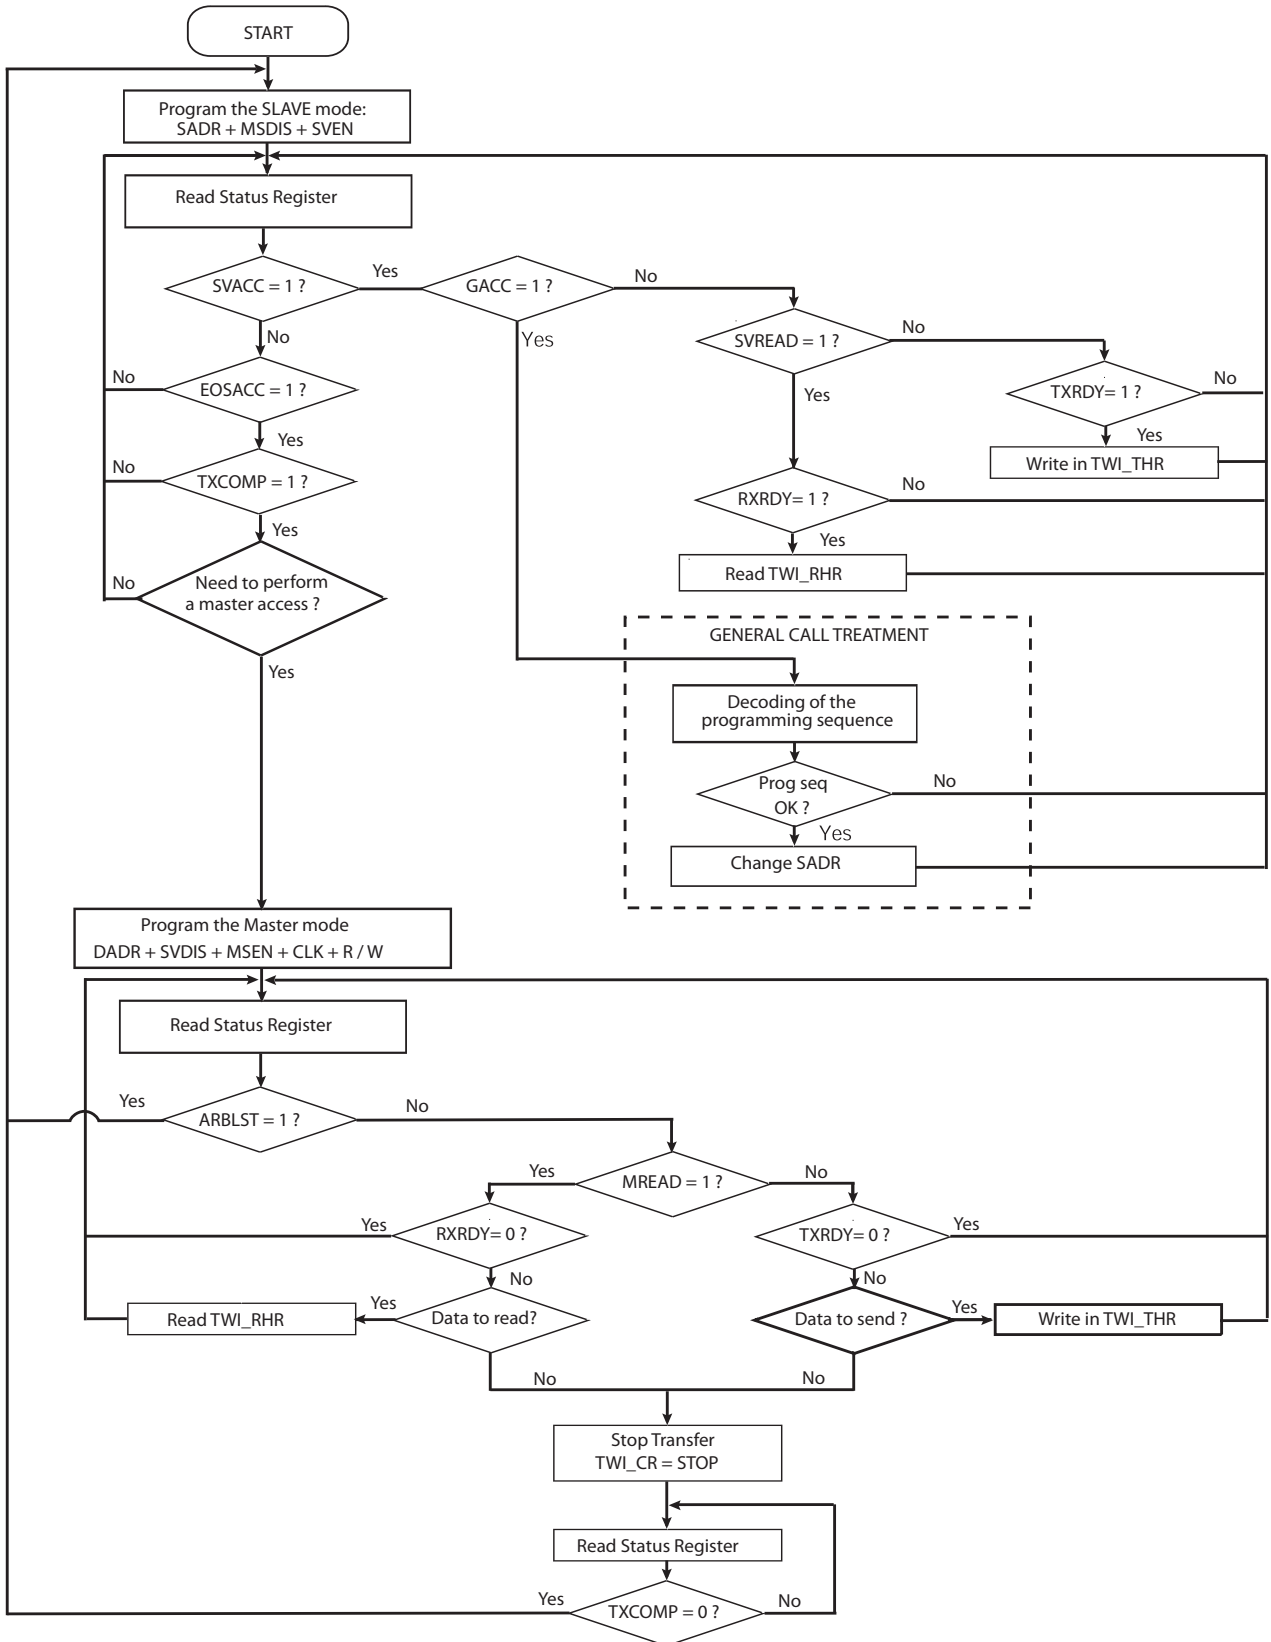 START
Program the SLAVE mode:
SADR + MSDIS + SVEN
Read Status Register
SVACC = 1 ?
Yes
GACC = 1 ?
No
No
Yes
SVREAD = 1 ?
No
EOSACC = 1 ?
No
Yes
Yes
TXRDY= 1 ?
No
Yes
Write in TWI_THR
TXCOMP = 1 ?
No
Yes
RXRDY= 1 ?
No
Yes
Read TWI_RHR
Need to perform
a master access ?
No
Yes
GENERAL CALL TREATMENT
Decoding of the
programming sequence
Prog seq
OK ?
No
Yes
Change SADR
Program the Master mode
DADR + SVDIS + MSEN + CLK + R / W
Read Status Register
Yes
ARBLST = 1 ?
No
Yes
MREAD = 1 ?
No
Yes
RXRDY= 0 ?
TXRDY= 0 ?
Yes
No
No
Read TWI_RHR
Yes
Data to read?
Data to send ?
Yes
Write in TWI_THR
No
No
Stop Transfer
TWI_CR = STOP
Read Status Register
Yes
TXCOMP = 0 ?
No